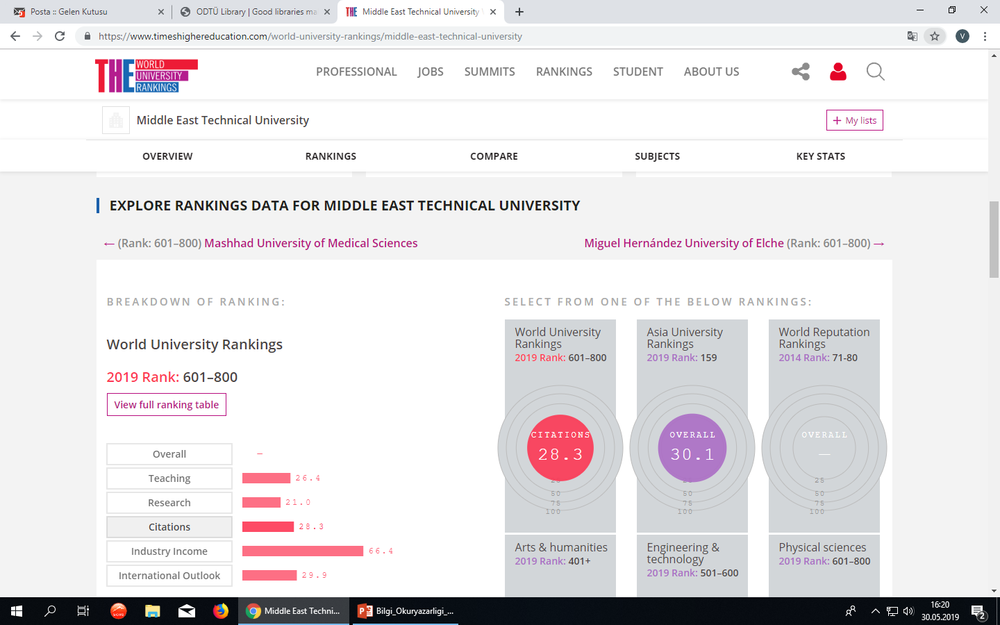 Posta :: Gelen Kutusu
ODTÜ Library | Good libraries ma
Middle East Technical University
https://www.timeshighereducation.com/world-university-rankings/middle-east-technical-university
V
THE WORLD
UNIVERSITY
RANKINGS
PROFESSIONAL JOBS SUMMITS RANKINGS STUDENT ABOUT US
Middle East Technical University
+ My lists
OVERVIEW RANKINGS COMPARE SUBJECTS KEY STATS
EXPLORE RANKINGS DATA FOR MIDDLE EAST TECHNICAL UNIVERSITY
← (Rank: 601–800) Mashhad University of Medical Sciences
Miguel Hernández University of Elche (Rank: 601–800) →
BREAKDOWN OF RANKING:
World University Rankings
2019 Rank: 601–800
View full ranking table
Overall –
Teaching 26.4
Research 21.0
Citations 28.3
Industry Income 66.4
International Outlook 29.9
SELECT FROM ONE OF THE BELOW RANKINGS:
World University
Rankings
2019 Rank: 601–800
CITATIONS
28.3
50
75
100
Asia University
Rankings
2019 Rank: 159
OVERALL
30.1
50
75
100
World Reputation
Rankings
2014 Rank: 71-80
OVERALL
—
25
50
75
100
Arts & humanities
2019 Rank: 401+
Engineering &
technology
2019 Rank: 501–600
Physical sciences
2019 Rank: 601–800
Middle East Techni...
Bilgi_Okuryazarligi_...
16:20
30.05.2019
2